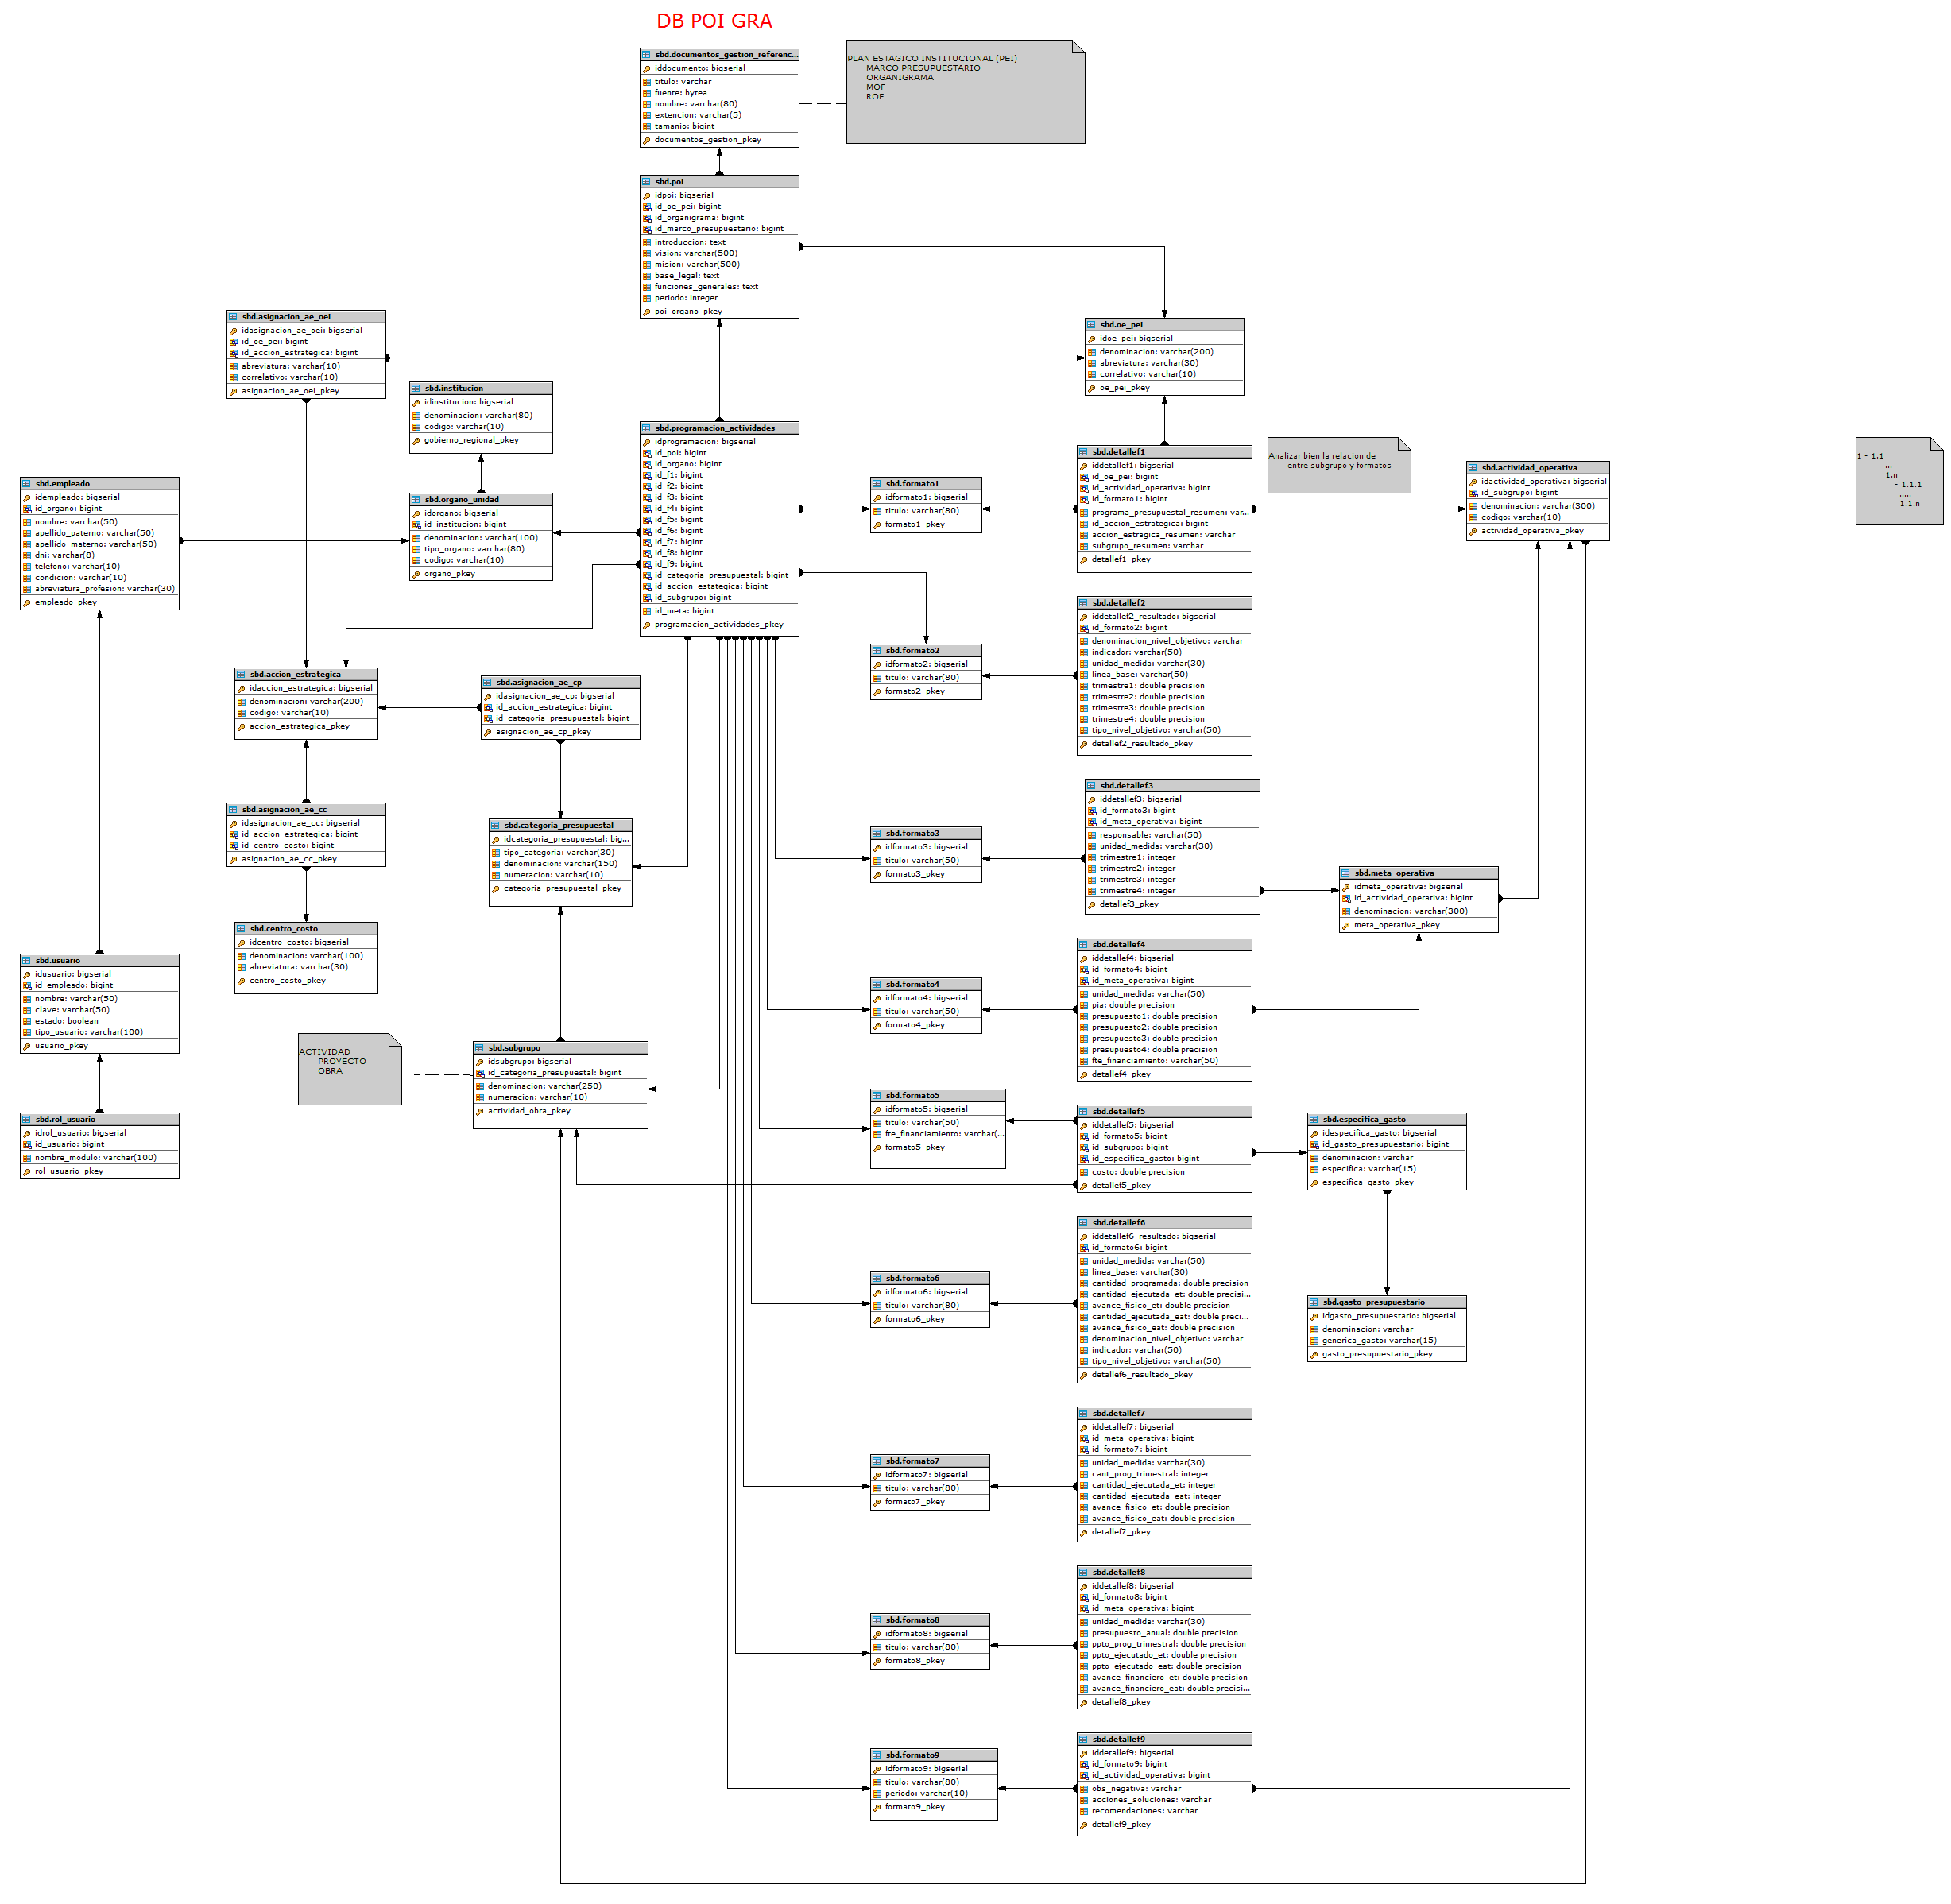 DB POI GRA
sbd.documentos_gestion_referenc...
iddocumento: bigserial
titulo: varchar
fuente: bytea
nombre: varchar(80)
extencion: varchar(5)
tamanio: bigint
documentos_gestion_pkey
PLAN ESTAGICO INSTITUCIONAL (PEI)
MARCO PRESUPUESTARIO
ORGANIGRAMA
MOF
ROF
sbd.poi
idpoi: bigserial
id_oe_pei: bigint
id_organigrama: bigint
id_marco_presupuestario: bigint
introduccion: text
vision: varchar(500)
mision: varchar(500)
base_legal: text
funciones_generales: text
periodo: integer
poi_organo_pkey
sbd.asignacion_ae_oei
idasignacion_ae_oei: bigserial
id_oe_pei: bigint
id_accion_estrategica: bigint
abreviatura: varchar(10)
correlativo: varchar(10)
asignacion_ae_oei_pkey
sbd.oe_pei
idoe_pei: bigserial
denominacion: varchar(200)
abreviatura: varchar(30)
correlativo: varchar(10)
oe_pei_pkey
sbd.institucion
idinstitucion: bigserial
denominacion: varchar(80)
codigo: varchar(10)
gobierno_regional_pkey
sbd.programacion_actividades
idprogramacion: bigserial
id_poi: bigint
id_organo: bigint
id_f1: bigint
id_f2: bigint
id_f3: bigint
id_f4: bigint
id_f5: bigint
id_f6: bigint
id_f7: bigint
id_f8: bigint
id_f9: bigint
id_categoria_presupuestal: bigint
id_accion_estategica: bigint
id_subgrupo: bigint
id_meta: bigint
programacion_actividades_pkey
sbd.detallef1
iddetallef1: bigserial
id_oe_pei: bigint
id_actividad_operativa: bigint
id_formato1: bigint
programa_presupuestal_resumen: var...
id_accion_estrategica: bigint
accion_estragica_resumen: varchar
subgrupo_resumen: varchar
detallef1_pkey
Analizar bien la relacion de
entre subgrupo y formatos
sbd.actividad_operativa
idactividad_operativa: bigserial
id_subgrupo: bigint
denominacion: varchar(300)
codigo: varchar(10)
actividad_operativa_pkey
1 - 1.1
...
1.n
- 1.1.1
.....
1.1.n
sbd.empleado
idempleado: bigserial
id_organo: bigint
nombre: varchar(50)
apellido_paterno: varchar(50)
apellido_materno: varchar(50)
dni: varchar(8)
telefono: varchar(10)
condicion: varchar(10)
abreviatura_profesion: varchar(30)
empleado_pkey
sbd.organo_unidad
idorgano: bigserial
id_institucion: bigint
denominacion: varchar(100)
tipo_organo: varchar(80)
codigo: varchar(10)
organo_pkey
sbd.formato1
idformato1: bigserial
titulo: varchar(80)
formato1_pkey
sbd.detallef2
iddetallef2_resultado: bigserial
id_formato2: bigint
denominacion_nivel_objetivo: varchar
indicador: varchar(50)
unidad_medida: varchar(30)
linea_base: varchar(50)
trimestre1: double precision
trimestre2: double precision
trimestre3: double precision
trimestre4: double precision
tipo_nivel_objetivo: varchar(50)
detallef2_resultado_pkey
sbd.formato2
idformato2: bigserial
titulo: varchar(80)
formato2_pkey
sbd.accion_estrategica
idaccion_estrategica: bigserial
denominacion: varchar(200)
codigo: varchar(10)
accion_estrategica_pkey
sbd.asignacion_ae_cp
idasignacion_ae_cp: bigserial
id_accion_estrategica: bigint
id_categoria_presupuestal: bigint
asignacion_ae_cp_pkey
sbd.detallef3
iddetallef3: bigserial
id_formato3: bigint
id_meta_operativa: bigint
responsable: varchar(50)
unidad_medida: varchar(30)
trimestre1: integer
trimestre2: integer
trimestre3: integer
trimestre4: integer
detallef3_pkey
sbd.asignacion_ae_cc
idasignacion_ae_cc: bigserial
id_accion_estrategica: bigint
id_centro_costo: bigint
asignacion_ae_cc_pkey
sbd.categoria_presupuestal
idcategoria_presupuestal: big...
tipo_categoria: varchar(30)
denominacion: varchar(150)
numeracion: varchar(10)
categoria_presupuestal_pkey
sbd.formato3
idformato3: bigserial
titulo: varchar(50)
formato3_pkey
sbd.meta_operativa
idmeta_operativa: bigserial
id_actividad_operativa: bigint
denominacion: varchar(300)
meta_operativa_pkey
sbd.centro_costo
idcentro_costo: bigserial
denominacion: varchar(100)
abreviatura: varchar(30)
centro_costo_pkey
sbd.detallef4
iddetallef4: bigserial
id_formato4: bigint
id_meta_operativa: bigint
unidad_medida: varchar(50)
pia: double precision
presupuesto1: double precision
presupuesto2: double precision
presupuesto3: double precision
presupuesto4: double precision
fte_financiamiento: varchar(50)
detallef4_pkey
sbd.usuario
idusuario: bigserial
id_empleado: bigint
nombre: varchar(50)
clave: varchar(50)
estado: boolean
tipo_usuario: varchar(100)
usuario_pkey
sbd.formato4
idformato4: bigserial
titulo: varchar(50)
formato4_pkey
ACTIVIDAD
PROYECTO
OBRA
sbd.subgrupo
idsubgrupo: bigserial
id_categoria_presupuestal: bigint
denominacion: varchar(250)
numeracion: varchar(10)
actividad_obra_pkey
sbd.formato5
idformato5: bigserial
titulo: varchar(50)
fte_financiamiento: varchar(...
formato5_pkey
sbd.detallef5
iddetallef5: bigserial
id_formato5: bigint
id_subgrupo: bigint
id_especifica_gasto: bigint
costo: double precision
detallef5_pkey
sbd.especifica_gasto
idespecifica_gasto: bigserial
id_gasto_presupuestario: bigint
denominacion: varchar
especifica: varchar(15)
especifica_gasto_pkey
sbd.rol_usuario
idrol_usuario: bigserial
id_usuario: bigint
nombre_modulo: varchar(100)
rol_usuario_pkey
sbd.detallef6
iddetallef6_resultado: bigserial
id_formato6: bigint
unidad_medida: varchar(50)
linea_base: varchar(30)
cantidad_programada: double precision
cantidad_ejecutada_et: double precisi...
avance_fisico_et: double precision
cantidad_ejecutada_eat: double preci...
avance_fisico_eat: double precision
denominacion_nivel_objetivo: varchar
indicador: varchar(50)
tipo_nivel_objetivo: varchar(50)
detallef6_resultado_pkey
sbd.formato6
idformato6: bigserial
titulo: varchar(80)
formato6_pkey
sbd.gasto_presupuestario
idgasto_presupuestario: bigserial
denominacion: varchar
generica_gasto: varchar(15)
gasto_presupuestario_pkey
sbd.detallef7
iddetallef7: bigserial
id_meta_operativa: bigint
id_formato7: bigint
unidad_medida: varchar(30)
cant_prog_trimestral: integer
cantidad_ejecutada_et: integer
cantidad_ejecutada_eat: integer
avance_fisico_et: double precision
avance_fisico_eat: double precision
detallef7_pkey
sbd.formato7
idformato7: bigserial
titulo: varchar(80)
formato7_pkey
sbd.detallef8
iddetallef8: bigserial
id_formato8: bigint
id_meta_operativa: bigint
unidad_medida: varchar(30)
presupuesto_anual: double precision
ppto_prog_trimestral: double precision
ppto_ejecutado_et: double precision
ppto_ejecutado_eat: double precision
avance_financiero_et: double precision
avance_financiero_eat: double precisi...
detallef8_pkey
sbd.formato8
idformato8: bigserial
titulo: varchar(80)
formato8_pkey
sbd.formato9
idformato9: bigserial
titulo: varchar(80)
periodo: varchar(10)
formato9_pkey
sbd.detallef9
iddetallef9: bigserial
id_formato9: bigint
id_actividad_operativa: bigint
obs_negativa: varchar
acciones_soluciones: varchar
recomendaciones: varchar
detallef9_pkey